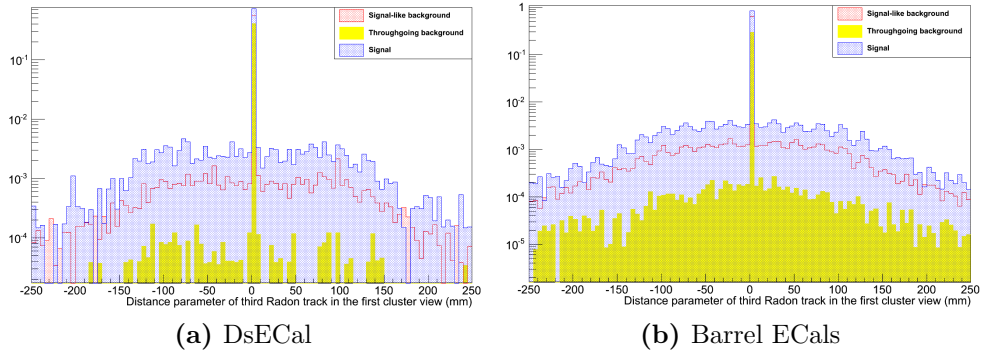 Signal-like background
Throughgoing background
Signal
10⁻¹
10⁻²
10⁻³
10⁻⁴
-250 -200 -150 -100 -50 0 50 100 150 200 250
Distance parameter of third Radon track in the first cluster view (mm)
(a) DsECal
1
Signal-like background
Throughgoing background
Signal
10⁻¹
10⁻²
10⁻³
10⁻⁴
10⁻⁵
-250 -200 -150 -100 -50 0 50 100 150 200 250
Distance parameter of third Radon track in the first cluster view (mm)
(b) Barrel ECals